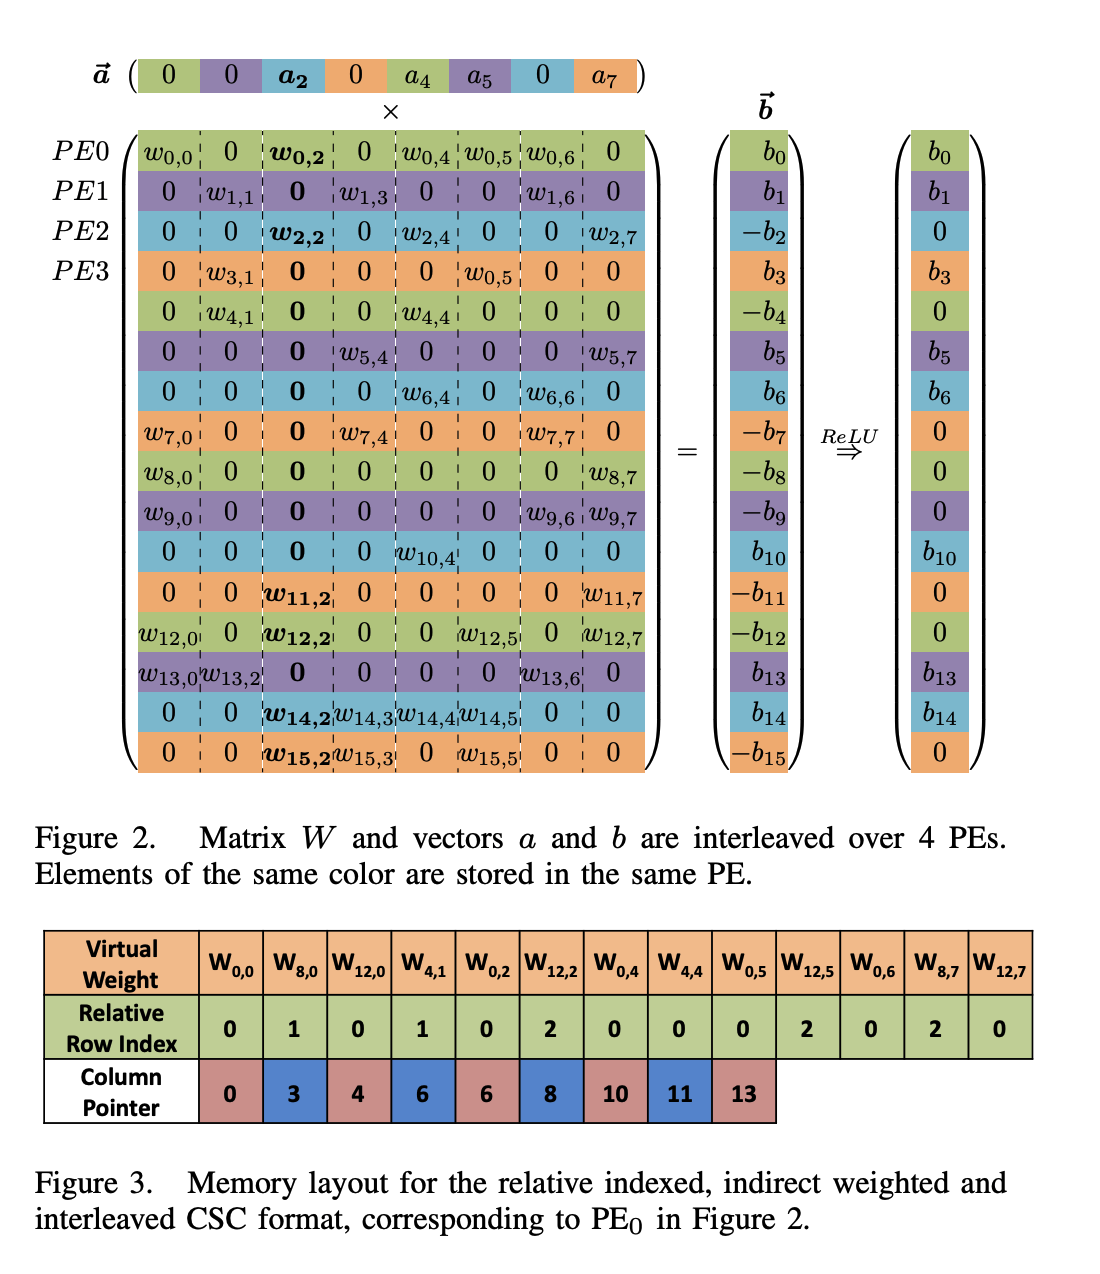 a⃗ ( 0 0 a₂ 0 a₄ a₅ 0 a₇ )
×
b⃗
PE0 w₀,₀ 0 w₀,₂ 0 w₀,₄ w₀,₅ w₀,₆ 0 b₀ b₀
PE1 0 w₁,₁ 0 w₁,₃ 0 0 w₁,₆ 0 b₁ b₁
PE2 0 0 w₂,₂ 0 w₂,₄ 0 0 w₂,₇ −b₂ 0
PE3 0 w₃,₁ 0 0 0 w₀,₅ 0 0 b₃ b₃
0 w₄,₁ 0 0 w₄,₄ 0 0 0 −b₄ 0
0 0 0 w₅,₄ 0 0 0 w₅,₇ b₅ b₅
0 0 0 0 w₆,₄ 0 w₆,₆ 0 b₆ b₆
w₇,₀ 0 0 w₇,₄ 0 0 w₇,₇ 0 = −b₇ ReLU ⇒ 0
w₈,₀ 0 0 0 0 0 0 w₈,₇ −b₈ 0
w₉,₀ 0 0 0 0 0 w₉,₆ w₉,₇ −b₉ 0
0 0 0 0 w₁₀,₄ 0 0 0 b₁₀ b₁₀
0 0 w₁₁,₂ 0 0 0 0 w₁₁,₇ −b₁₁ 0
w₁₂,₀ 0 w₁₂,₂ 0 0 w₁₂,₅ 0 w₁₂,₇ −b₁₂ 0
w₁₃,₀ w₁₃,₂ 0 0 0 0 w₁₃,₆ 0 b₁₃ b₁₃
0 0 w₁₄,₂ w₁₄,₃ w₁₄,₄ w₁₄,₅ 0 0 b₁₄ b₁₄
0 0 w₁₅,₂ w₁₅,₃ 0 w₁₅,₅ 0 0 −b₁₅ 0
Figure 2. Matrix W and vectors a and b are interleaved over 4 PEs.
Elements of the same color are stored in the same PE.
Virtual Weight W₀,₀ W₈,₀ W₁₂,₀ W₄,₁ W₀,₂ W₁₂,₂ W₀,₄ W₄,₄ W₀,₅ W₁₂,₅ W₀,₆ W₈,₇ W₁₂,₇
Relative Row Index 0 1 0 1 0 2 0 0 0 2 0 2 0
Column Pointer 0 3 4 6 6 8 10 11 13
Figure 3. Memory layout for the relative indexed, indirect weighted and
interleaved CSC format, corresponding to PE₀ in Figure 2.